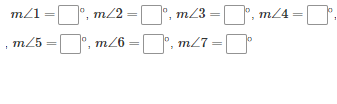 m∠1 = □°, m∠2 = □°, m∠3 = □°, m∠4 = □°,
, m∠5 = □°, m∠6 = □°, m∠7 = □°